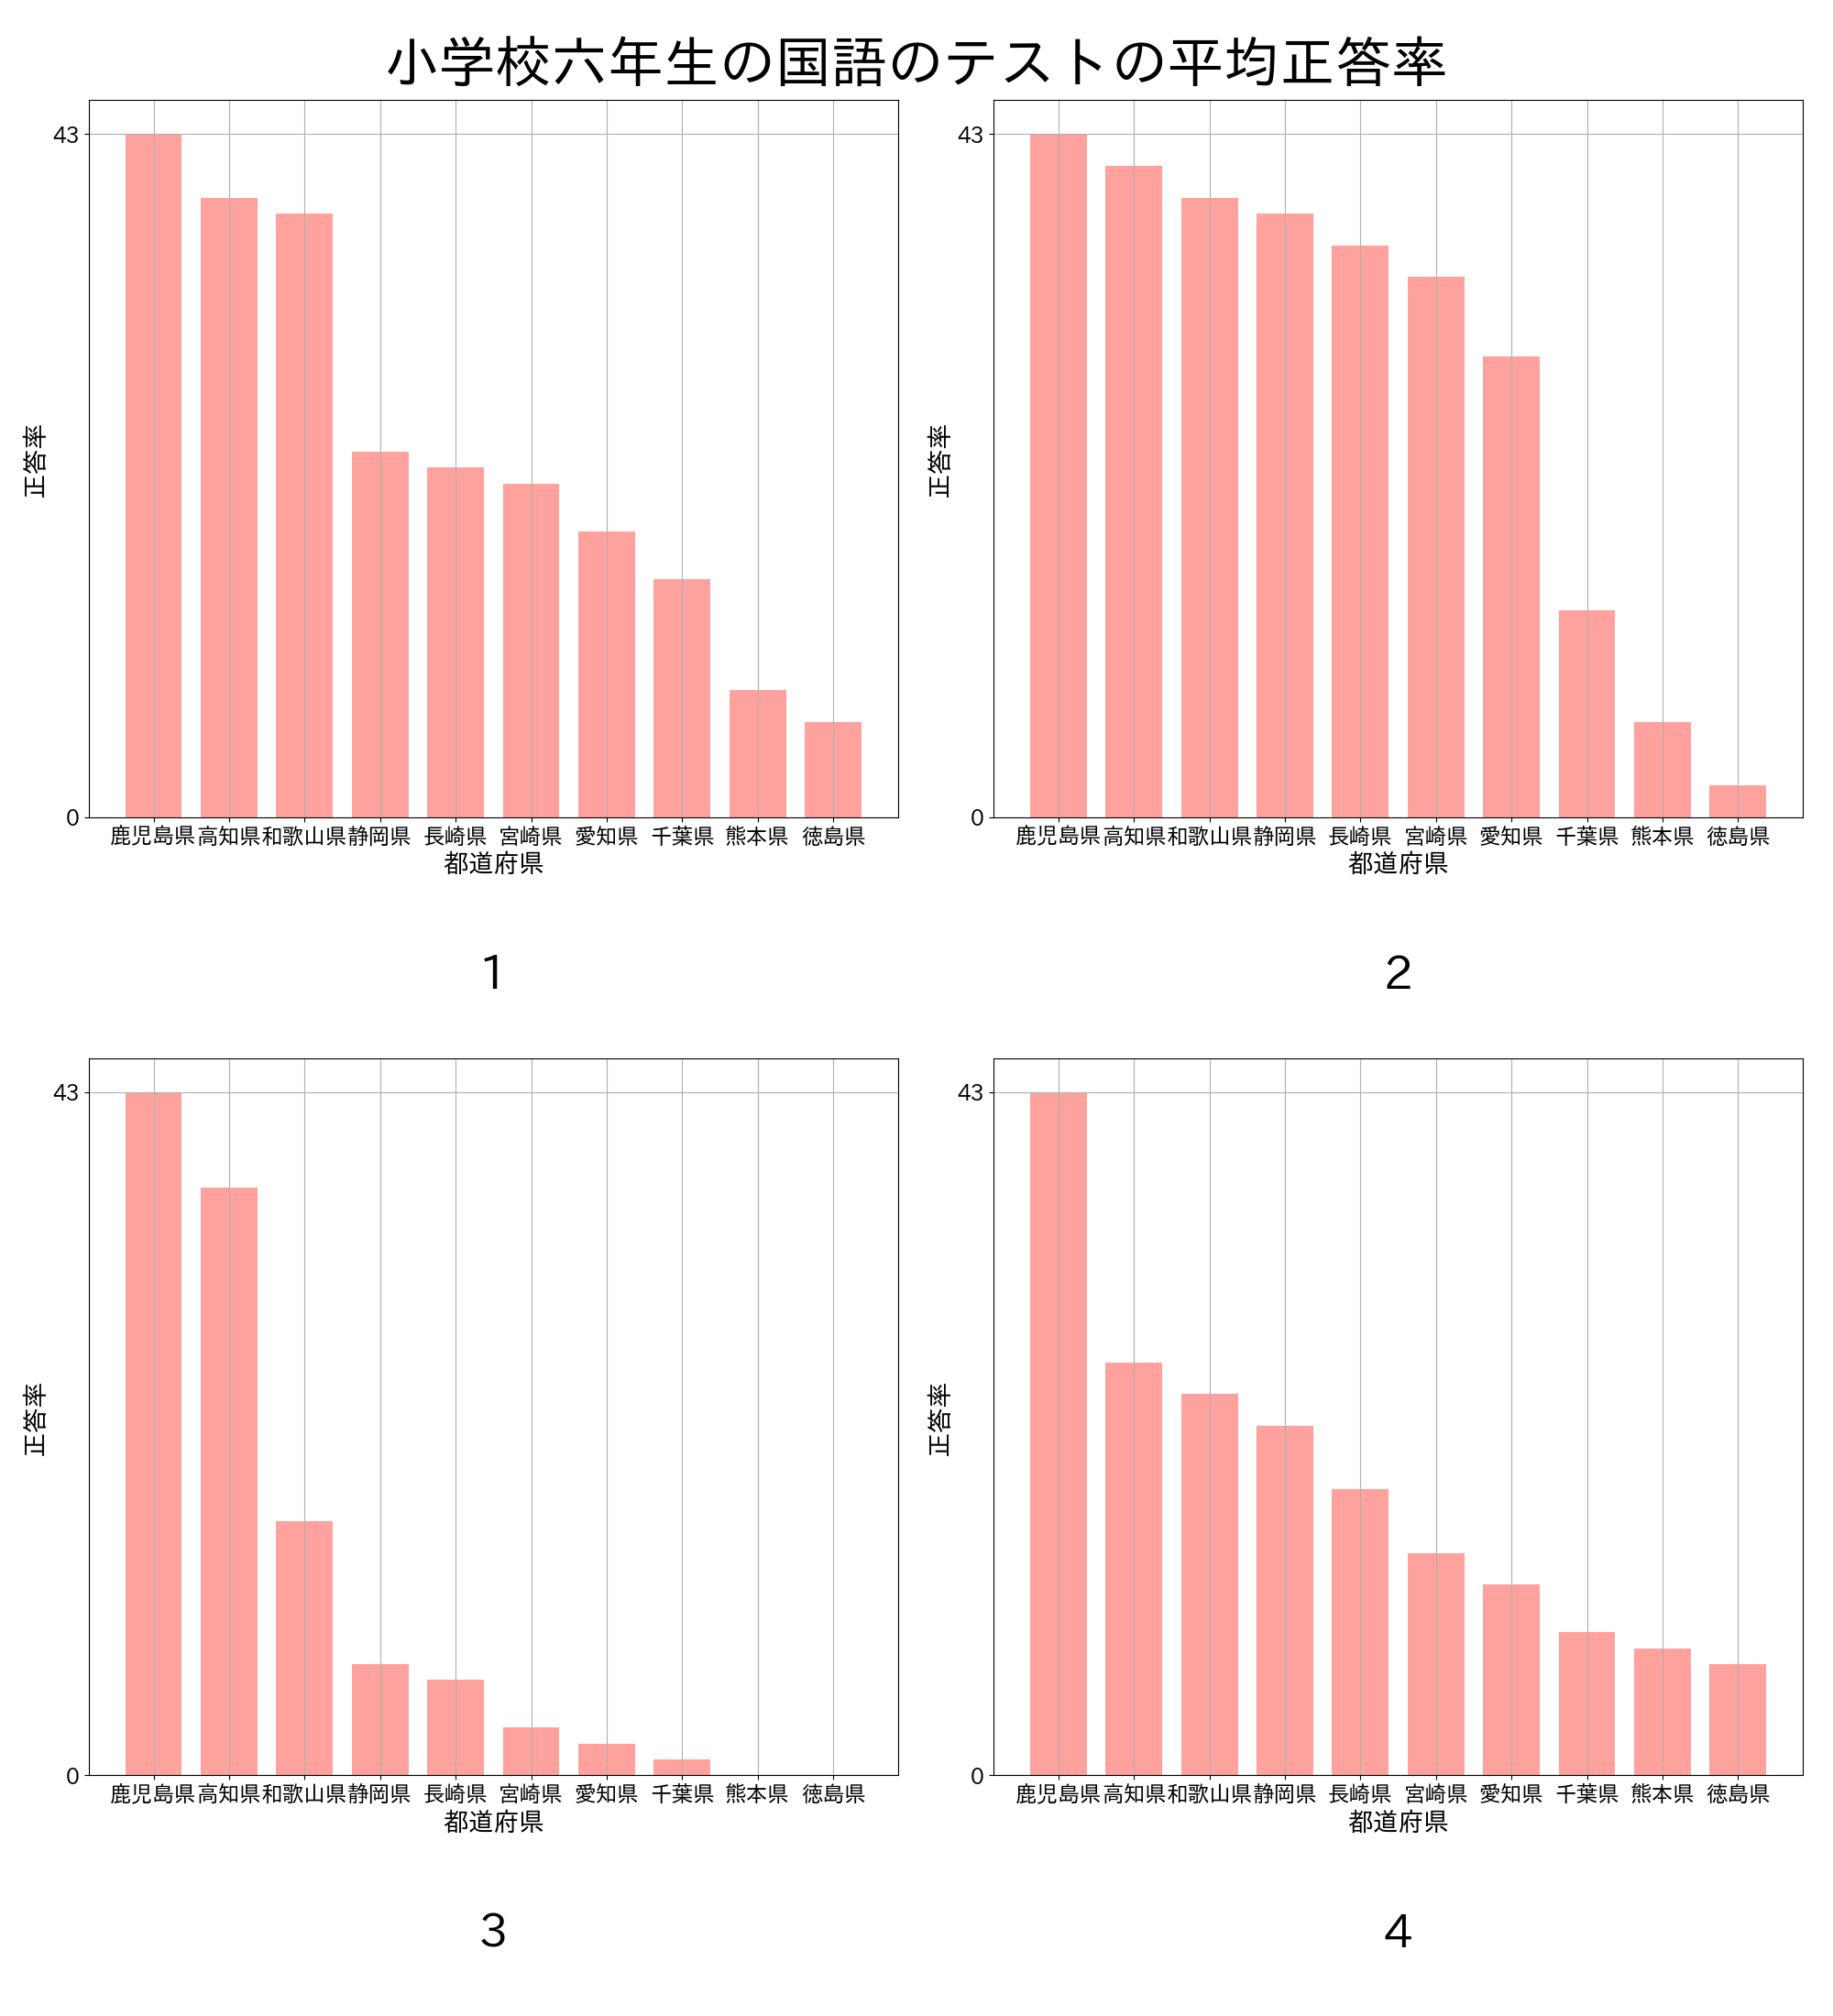 小学校六年生の国語のテストの平均正答率
43
正答率
0
鹿児島県 高知県 和歌山県 静岡県 長崎県 宮崎県 愛知県 千葉県 熊本県 徳島県
都道府県
1
43
正答率
0
鹿児島県 高知県 和歌山県 静岡県 長崎県 宮崎県 愛知県 千葉県 熊本県 徳島県
都道府県
2
43
正答率
0
鹿児島県 高知県 和歌山県 静岡県 長崎県 宮崎県 愛知県 千葉県 熊本県 徳島県
都道府県
3
43
正答率
0
鹿児島県 高知県 和歌山県 静岡県 長崎県 宮崎県 愛知県 千葉県 熊本県 徳島県
都道府県
4